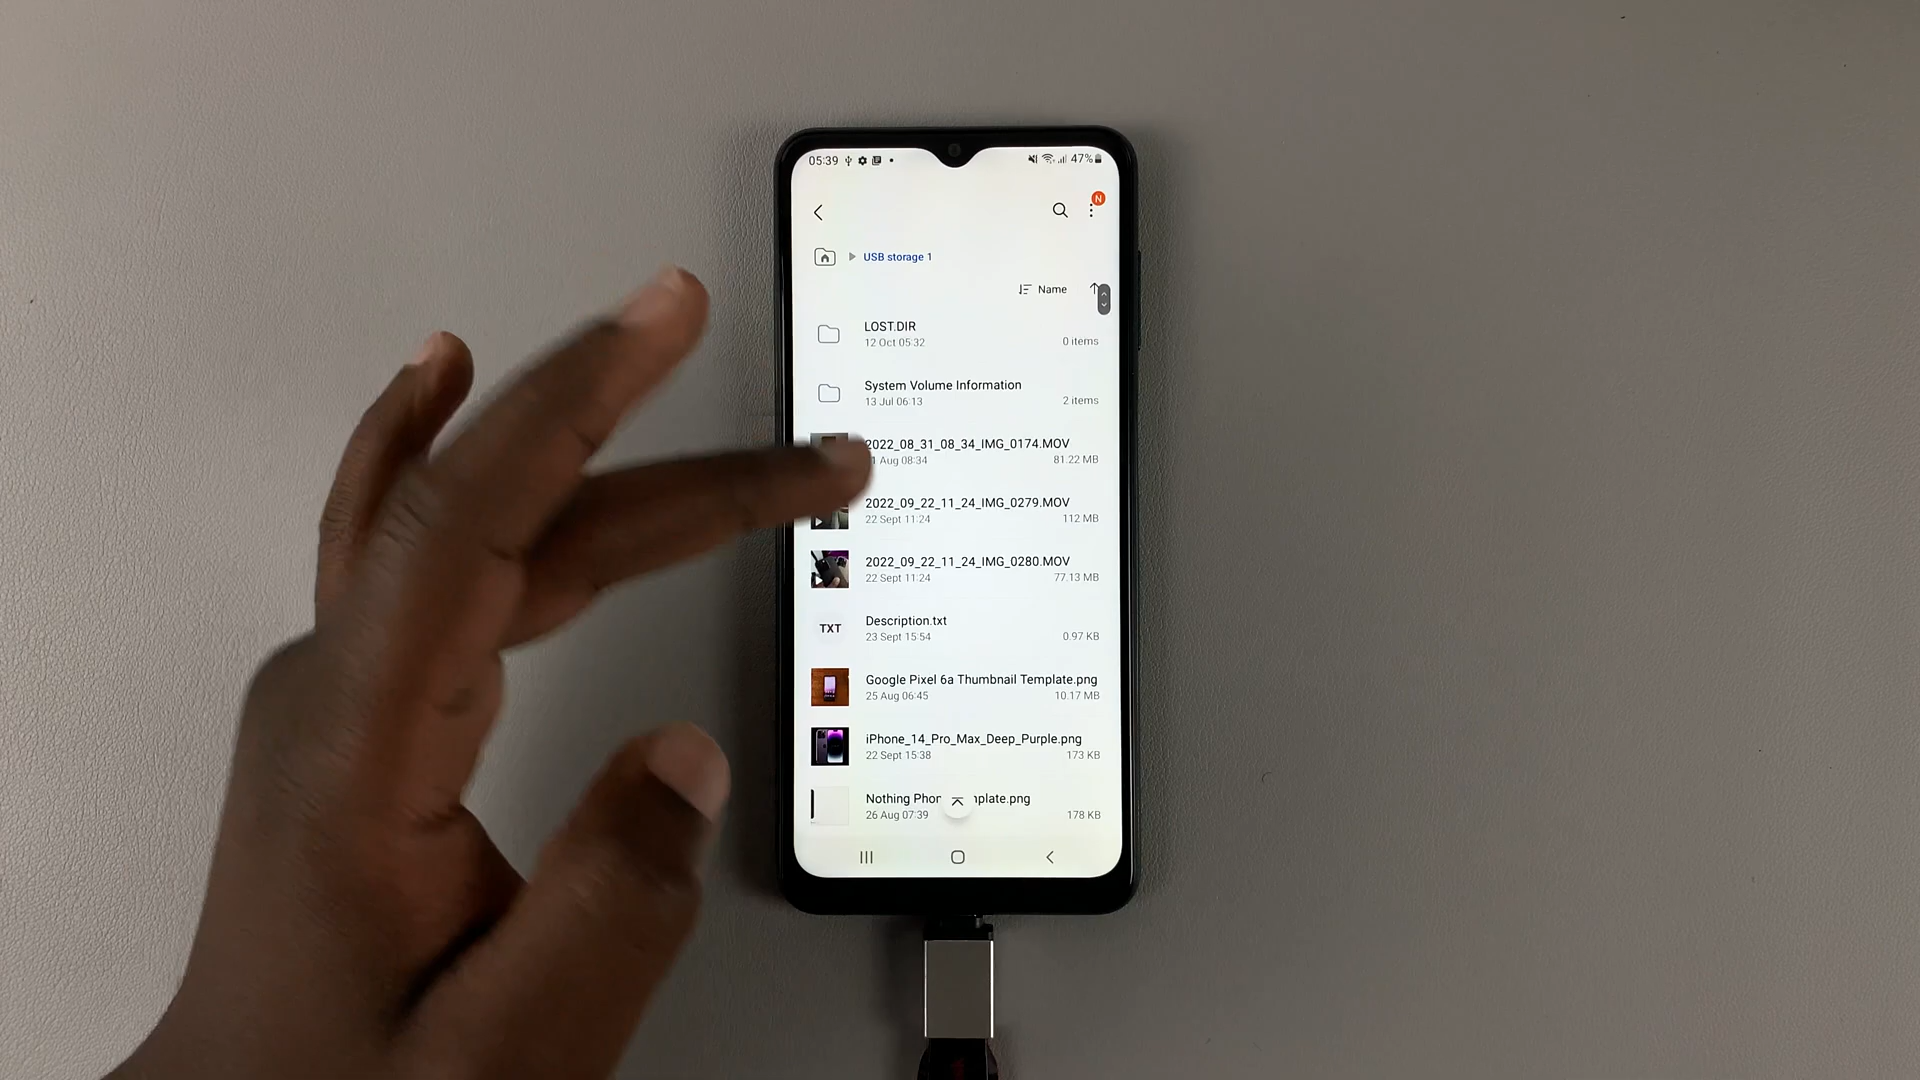 05:39
47%
N
USB storage 1
Name
LOST.DIR
12 Oct 05:32
0 items
System Volume Information
13 Jul 06:13
2 items
2022_08_31_08_34_IMG_0174.MOV
1 Aug 08:34
81.22 MB
2022_09_22_11_24_IMG_0279.MOV
22 Sept 11:24
112 MB
2022_09_22_11_24_IMG_0280.MOV
22 Sept 11:24
77.13 MB
TXT
Description.txt
23 Sept 15:54
0.97 KB
Google Pixel 6a Thumbnail Template.png
25 Aug 06:45
10.17 MB
iPhone_14_Pro_Max_Deep_Purple.png
22 Sept 15:38
173 KB
Nothing Phon mplate.png
26 Aug 07:39
178 KB